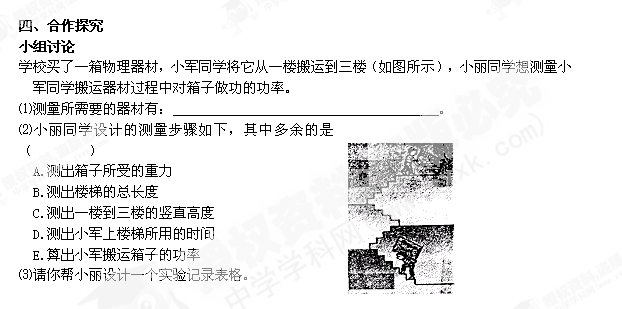 四、合作探究
小组讨论
学校买了一箱物理器材，小军同学将它从一楼搬运到三楼（如图所示），小丽同学想测量小
军同学搬运器材过程中对箱子做功的功率。
⑴测量所需要的器材有：________________________________________。
⑵小丽同学设计的测量步骤如下，其中多余的是
（　　　　）
A.测出箱子所受的重力
B.测出楼梯的总长度
C.测出一楼到三楼的竖直高度
D.测出小军上楼梯所用的时间
E.算出小军搬运箱子的功率
⑶请你帮小丽设计一个实验记录表格。